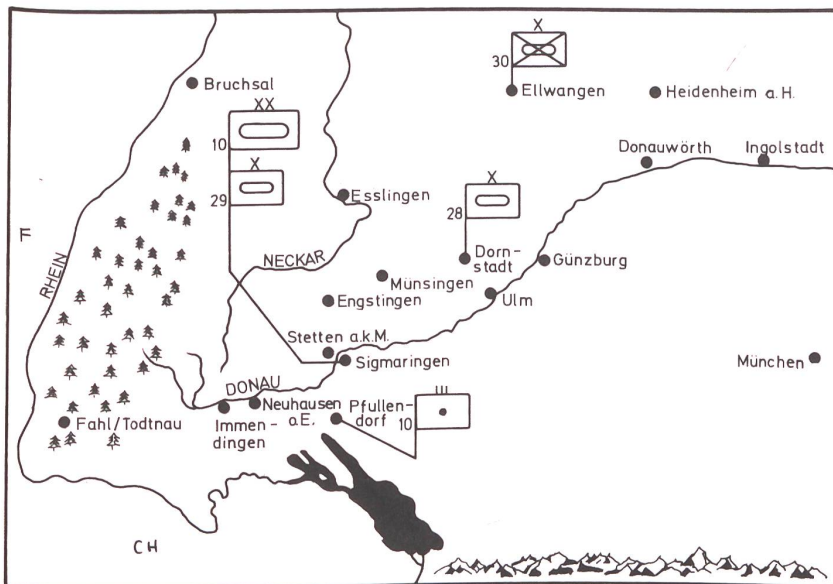 X
30
Bruchsal
Ellwangen
Heidenheim a.H.
XX
10
Donauwörth
Ingolstadt
X
29
Esslingen
X
28
F
Dorn-
stadt
Günzburg
RHEIN
NECKAR
Münsingen
Engstingen
Ulm
Stetten a.k.M.
Sigmaringen
München
DONAU
III
Fahl/Todtnau
Immen-
dingen
Neuhausen
a.E.
Pfullen-
dorf
10
CH